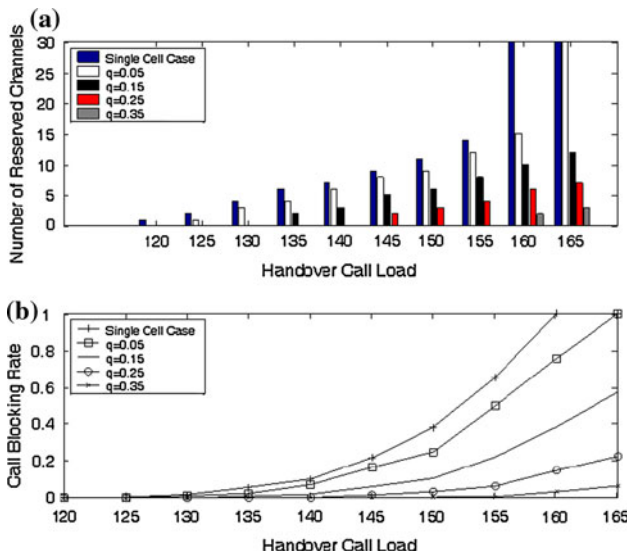 (a)
Number of Reserved Channels
30
25
20
15
10
5
0
Single Cell Case
q=0.05
q=0.15
q=0.25
q=0.35
120 125 130 135 140 145 150 155 160 165
Handover Call Load
(b)
Call Blocking Rate
1
0.8
0.6
0.4
0.2
0
Single Cell Case
q=0.05
q=0.15
q=0.25
q=0.35
120 125 130 135 140 145 150 155 160 165
Handover Call Load